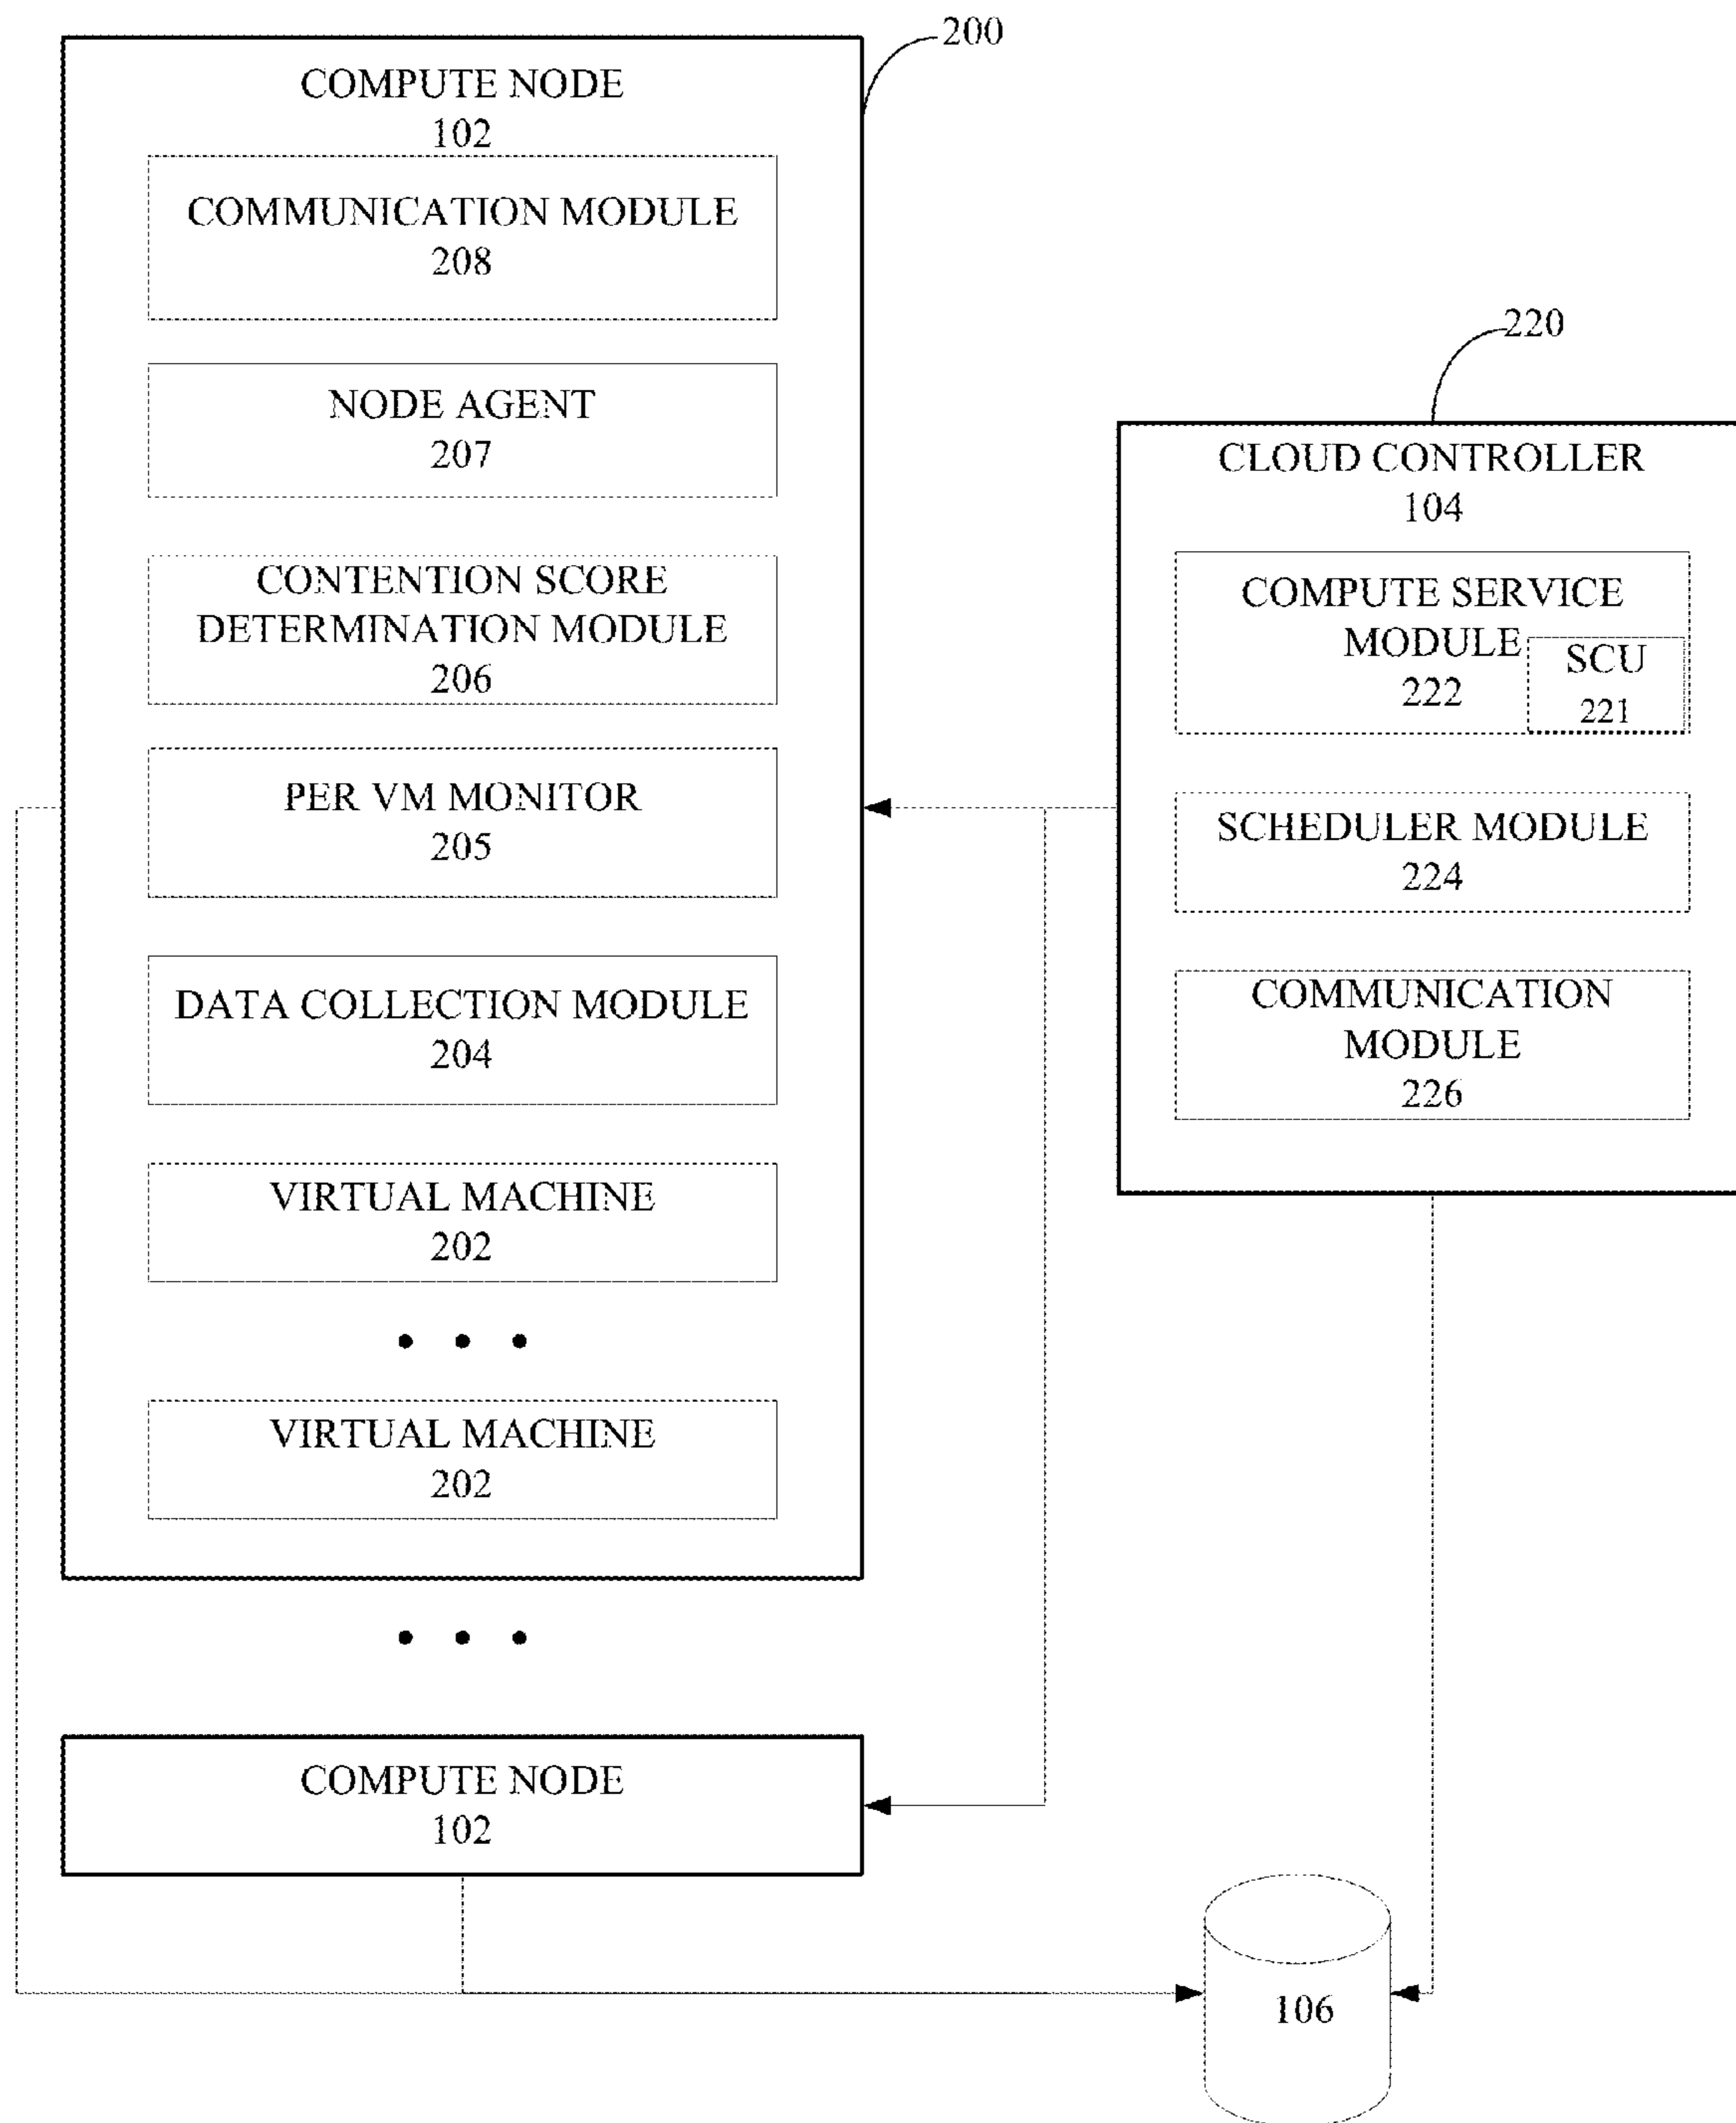 200
COMPUTE NODE
102
COMMUNICATION MODULE
208
NODE AGENT
207
CONTENTION SCORE
DETERMINATION MODULE
206
PER VM MONITOR
205
DATA COLLECTION MODULE
204
VIRTUAL MACHINE
202
• • •
VIRTUAL MACHINE
202
• • •
COMPUTE NODE
102
220
CLOUD CONTROLLER
104
COMPUTE SERVICE
MODULE
222
SCU
221
SCHEDULER MODULE
224
COMMUNICATION
MODULE
226
106